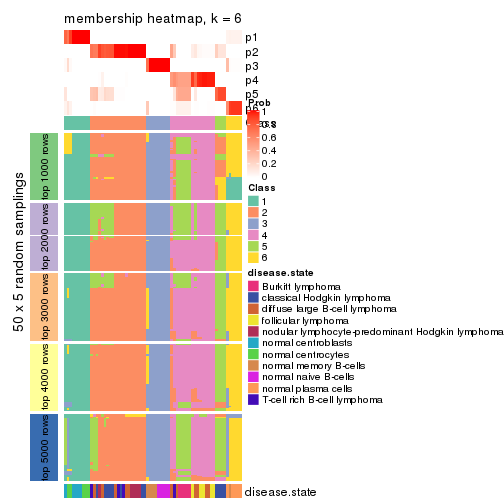 membership heatmap, k = 6
p1
p2
p3
p4
p5
p6
Prob
1
0.8
0.6
0.4
0.2
0
Class
1
2
3
4
5
6
disease.state
Burkitt lymphoma
classical Hodgkin lymphoma
diffuse large B-cell lymphoma
follicular lymphoma
nodular lymphocyte-predominant Hodgkin lymphoma
normal centroblasts
normal centrocytes
normal memory B-cells
normal naive B-cells
normal plasma cells
T-cell rich B-cell lymphoma
50 x 5 random samplings
top 1000 rows
top 2000 rows
top 3000 rows
top 4000 rows
top 5000 rows
disease.state